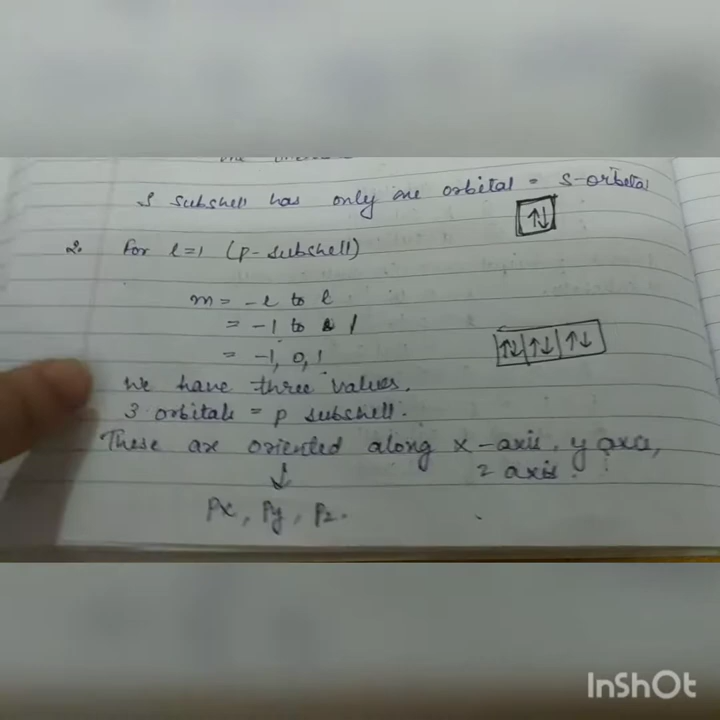 S subshell has only one orbital = s-orbital
2. For l=1 (p-subshell)
m = -l to l
= -1 to 1
= -1, 0, 1
We have three values.
3 orbitals = p subshell.
These are oriented along x-axis, y axis,
z axis.
Px, Py, Pz.
InShOt